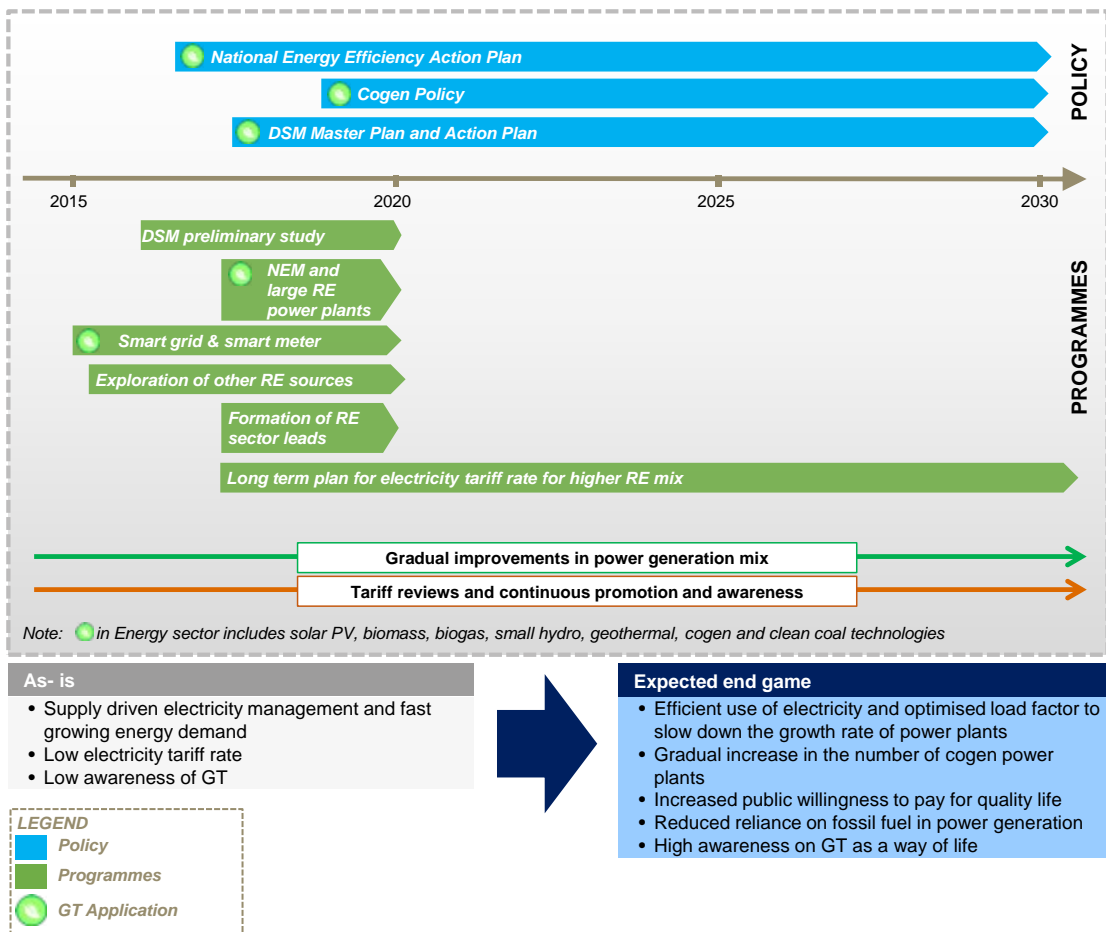 National Energy Efficiency Action Plan
Cogen Policy
DSM Master Plan and Action Plan
POLICY
2015
2020
2025
2030
DSM preliminary study
NEM and
large RE
power plants
Smart grid & smart meter
Exploration of other RE sources
Formation of RE
sector leads
Long term plan for electricity tariff rate for higher RE mix
PROGRAMMES
Gradual improvements in power generation mix
Tariff reviews and continuous promotion and awareness
Note: in Energy sector includes solar PV, biomass, biogas, small hydro, geothermal, cogen and clean coal technologies
As- is
• Supply driven electricity management and fast
growing energy demand
• Low electricity tariff rate
• Low awareness of GT
Expected end game
• Efficient use of electricity and optimised load factor to
slow down the growth rate of power plants
• Gradual increase in the number of cogen power
plants
• Increased public willingness to pay for quality life
• Reduced reliance on fossil fuel in power generation
• High awareness on GT as a way of life
LEGEND
Policy
Programmes
GT Application